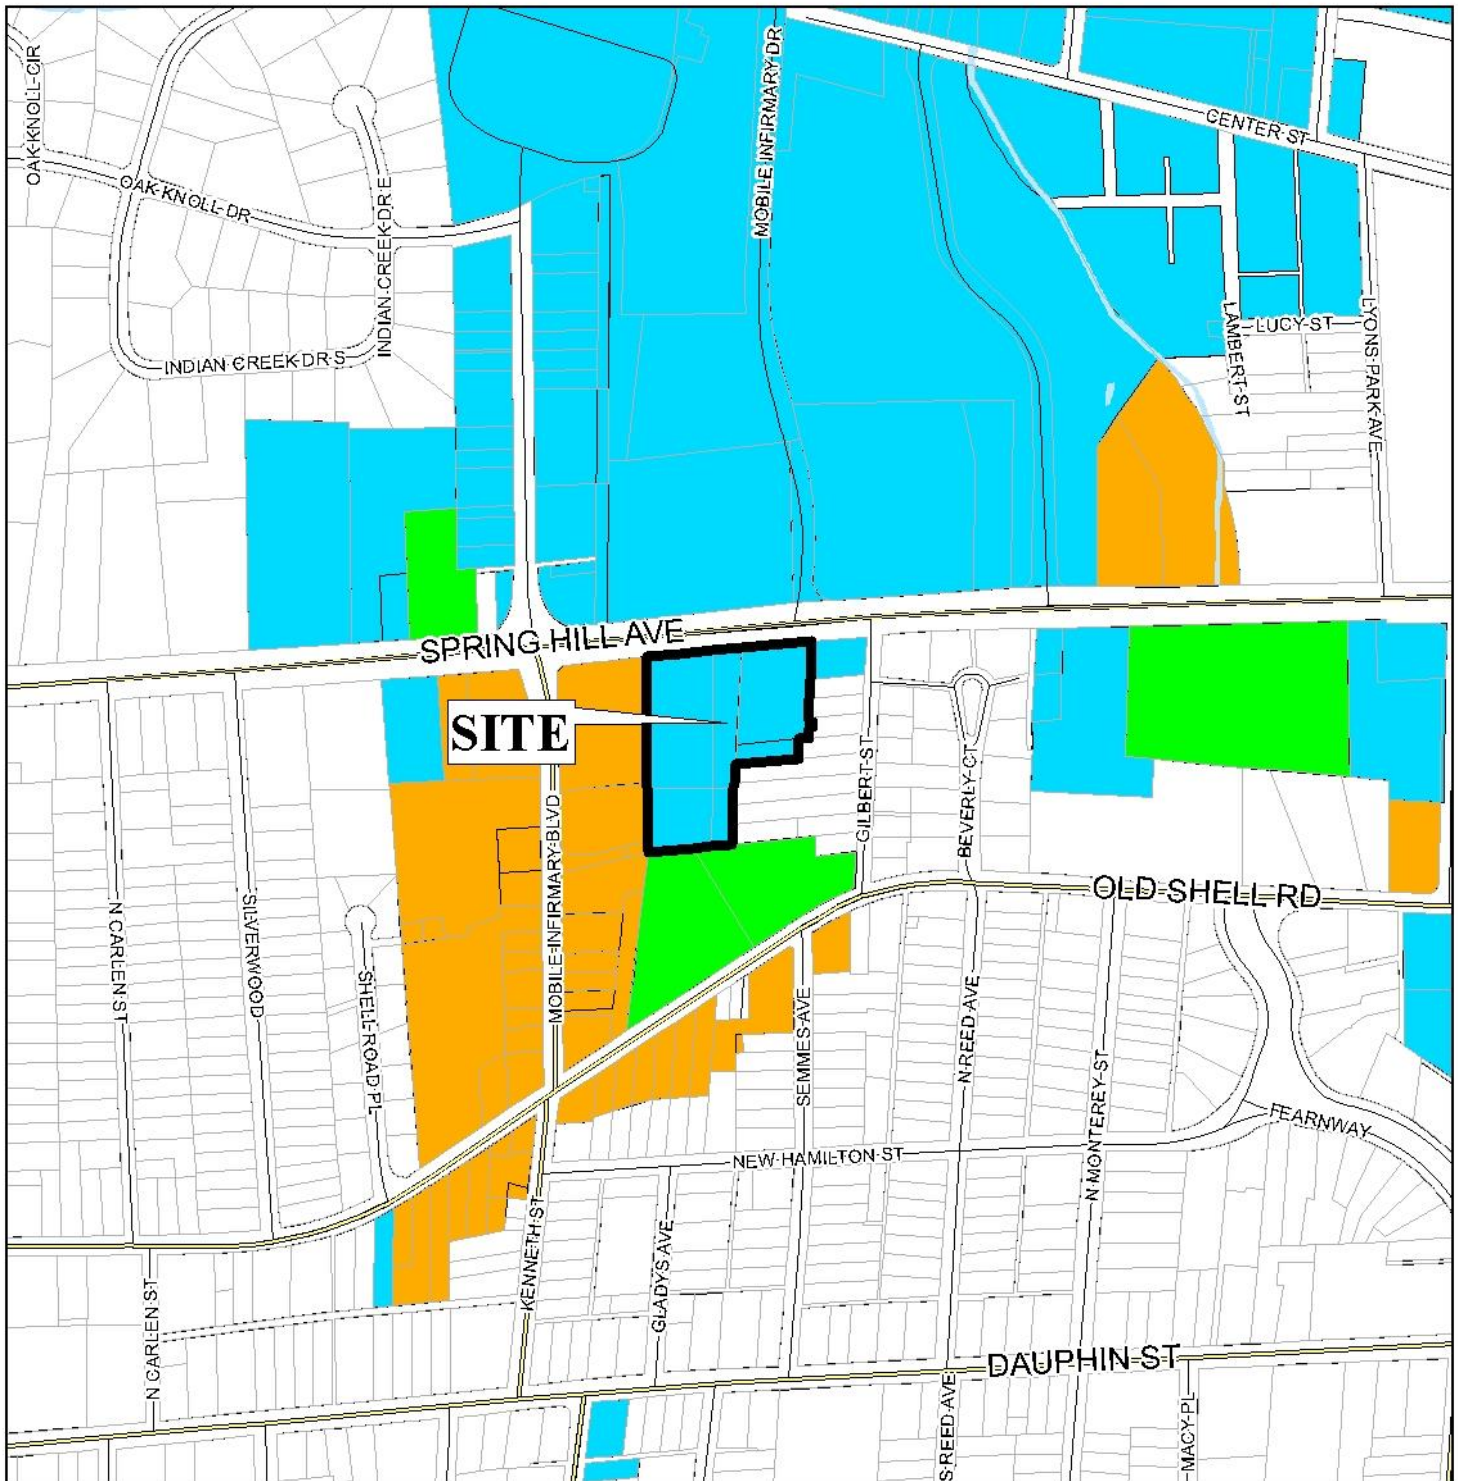 OAK KNOLL CIR
OAK KNOLL DR
INDIAN CREEK DR E
INDIAN CREEK DR S
MOBILE INFIRMARY DR
CENTER ST
LAMBERT ST
LUCY ST
LYONS PARK AVE
SPRING HILL AVE
SITE
N CARLEN ST
SILVERWOOD
SHELL ROAD PL
MOBILE INFIRMARY BLVD
GILBERT ST
BEVERLY CT
OLD SHELL RD
SEMMES AVE
N REED AVE
N MONTEREY ST
FEARNWAY
NEW HAMILTON ST
N CARLEN ST
KENNETH ST
GLADYS AVE
DAUPHIN ST
S REED AVE
MACY PL